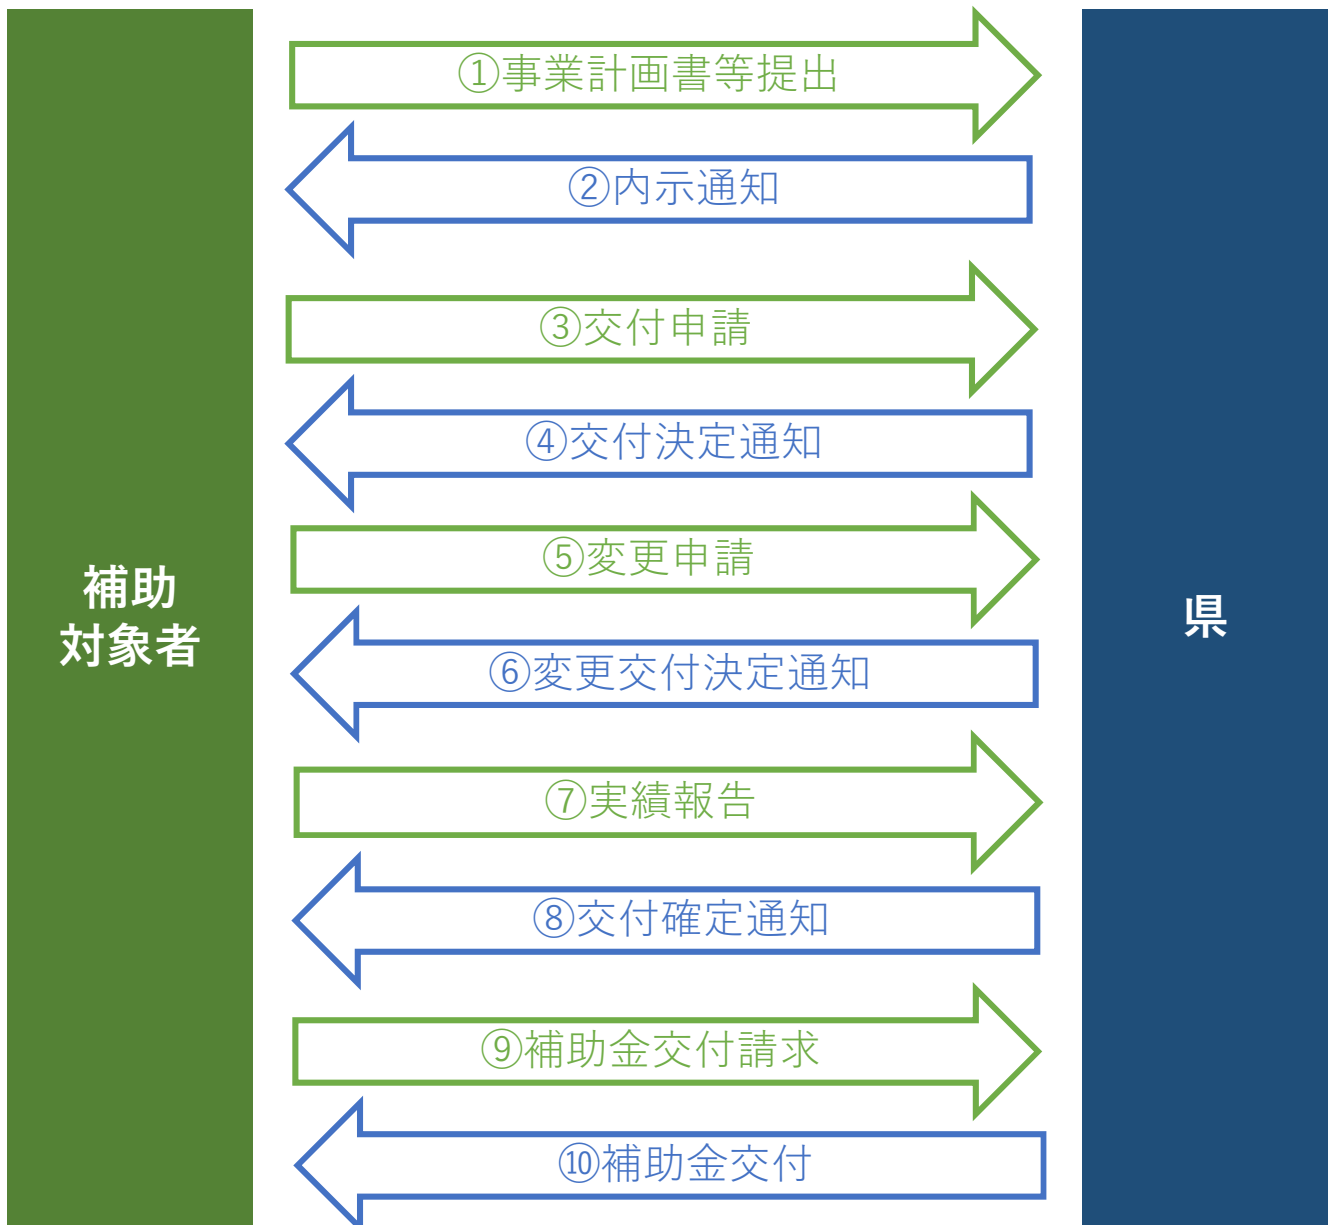 ①事業計画書等提出
②内示通知
③交付申請
④交付決定通知
⑤変更申請
補助
対象者
県
⑥変更交付決定通知
⑦実績報告
⑧交付確定通知
⑨補助金交付請求
⑩補助金交付